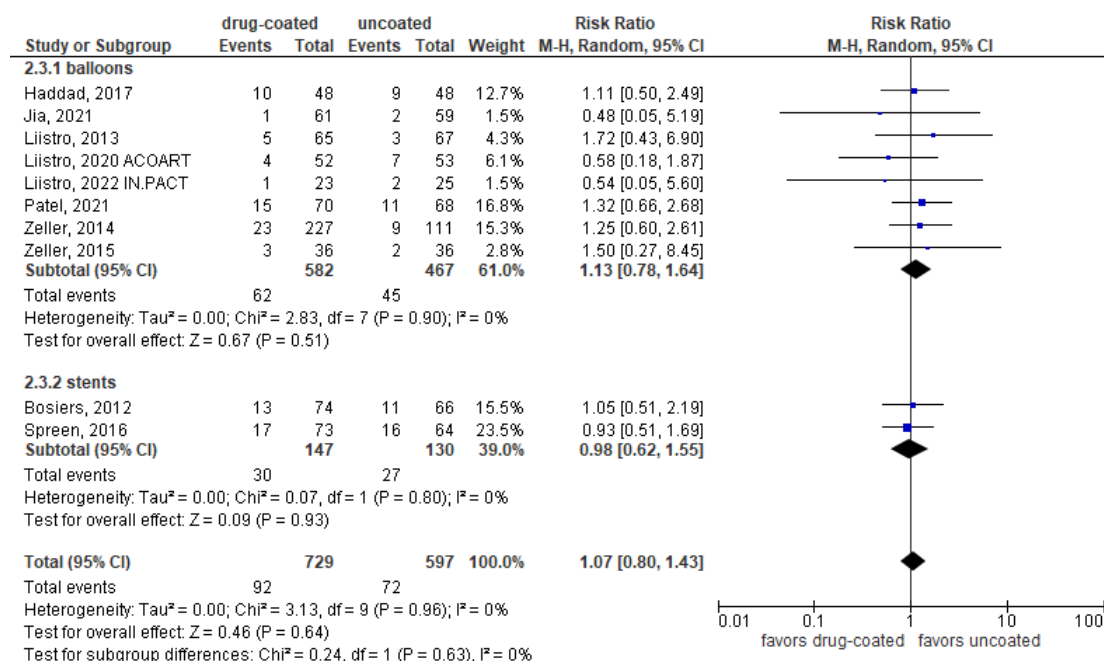 drug-coated uncoated Risk Ratio Risk Ratio
Study or Subgroup Events Total Events Total Weight M-H, Random, 95% CI M-H, Random, 95% CI
2.3.1 balloons
Haddad, 2017 10 48 9 48 12.7% 1.11 [0.50, 2.49]
Jia, 2021 1 61 2 59 1.5% 0.48 [0.05, 5.19]
Liistro, 2013 5 65 3 67 4.3% 1.72 [0.43, 6.90]
Liistro, 2020 ACOART 4 52 7 53 6.1% 0.58 [0.18, 1.87]
Liistro, 2022 IN.PACT 1 23 2 25 1.5% 0.54 [0.05, 5.60]
Patel, 2021 15 70 11 68 16.8% 1.32 [0.66, 2.68]
Zeller, 2014 23 227 9 111 15.3% 1.25 [0.60, 2.61]
Zeller, 2015 3 36 2 36 2.8% 1.50 [0.27, 8.45]
Subtotal (95% CI) 582 467 61.0% 1.13 [0.78, 1.64]
Total events 62 45
Heterogeneity: Tau² = 0.00; Chi² = 2.83, df = 7 (P = 0.90); I² = 0%
Test for overall effect: Z = 0.67 (P = 0.51)
2.3.2 stents
Bosiers, 2012 13 74 11 66 15.5% 1.05 [0.51, 2.19]
Spreen, 2016 17 73 16 64 23.5% 0.93 [0.51, 1.69]
Subtotal (95% CI) 147 130 39.0% 0.98 [0.62, 1.55]
Total events 30 27
Heterogeneity: Tau² = 0.00; Chi² = 0.07, df = 1 (P = 0.80); I² = 0%
Test for overall effect: Z = 0.09 (P = 0.93)
Total (95% CI) 729 597 100.0% 1.07 [0.80, 1.43]
Total events 92 72
Heterogeneity: Tau² = 0.00; Chi² = 3.13, df = 9 (P = 0.96); I² = 0%
Test for overall effect: Z = 0.46 (P = 0.64)
Test for subgroup differences: Chi² = 0.24, df = 1 (P = 0.63), I² = 0%
0.01 0.1 1 10 100
favors drug-coated favors uncoated